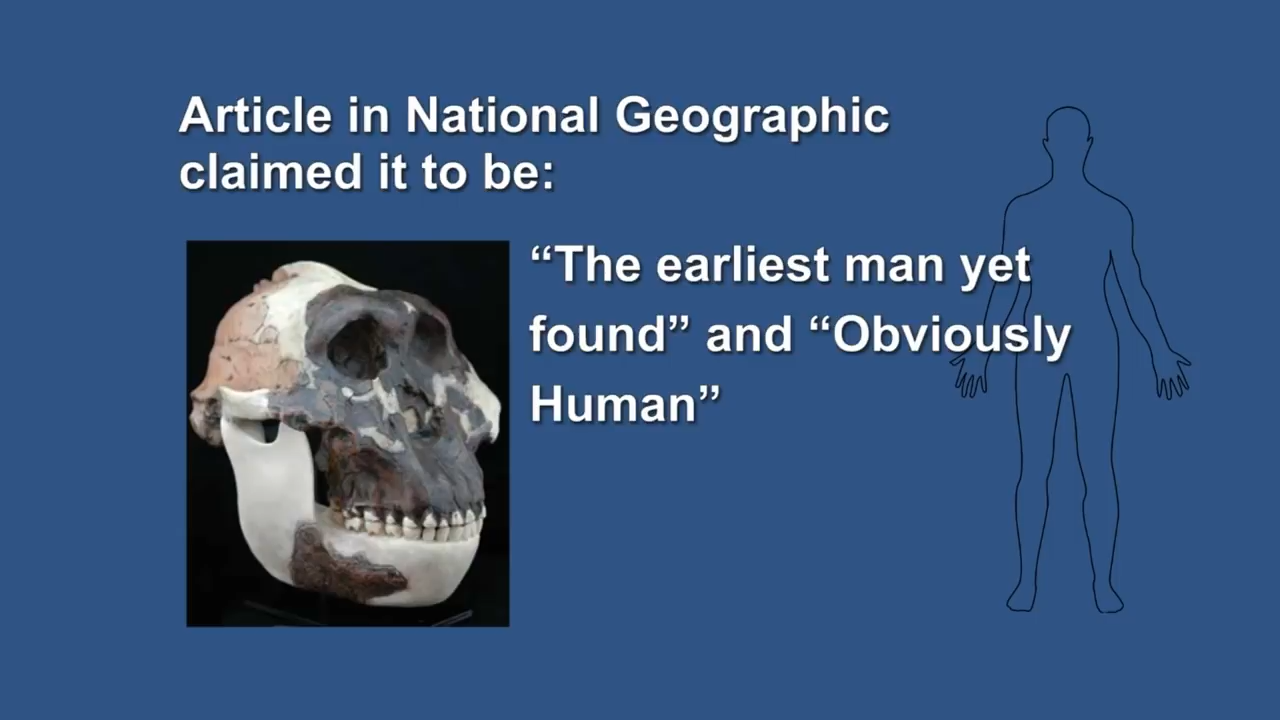 Article in National Geographic
claimed it to be:
“The earliest man yet
found” and “Obviously
Human”